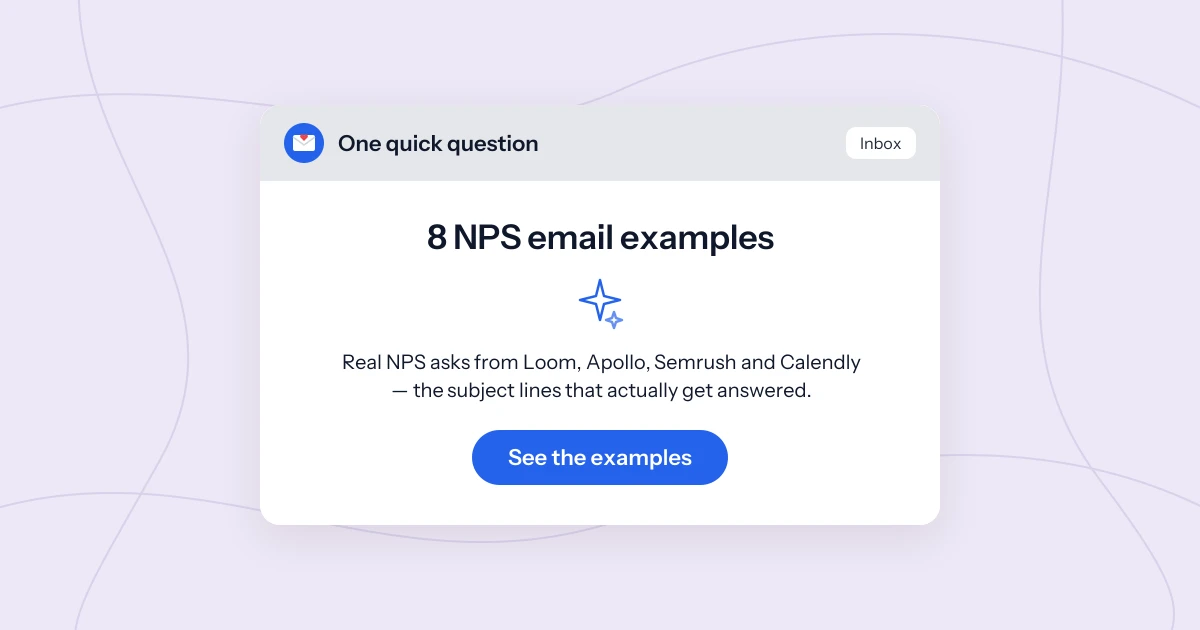 One quick question
Inbox
8 NPS email examples
Real NPS asks from Loom, Apollo, Semrush and Calendly
— the subject lines that actually get answered.
See the examples